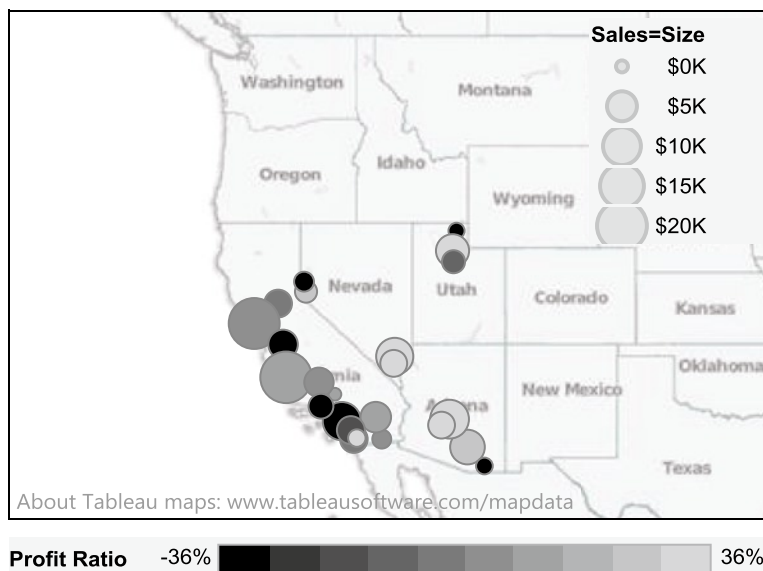 Sales=Size
$0K
$5K
$10K
$15K
$20K
Washington
Montana
Oregon
Idaho
Wyoming
Nevada
Utah
Colorado
Kansas
Oklahoma
New Mexico
Texas
About Tableau maps: www.tableausoftware.com/mapdata
Profit Ratio -36% 36%